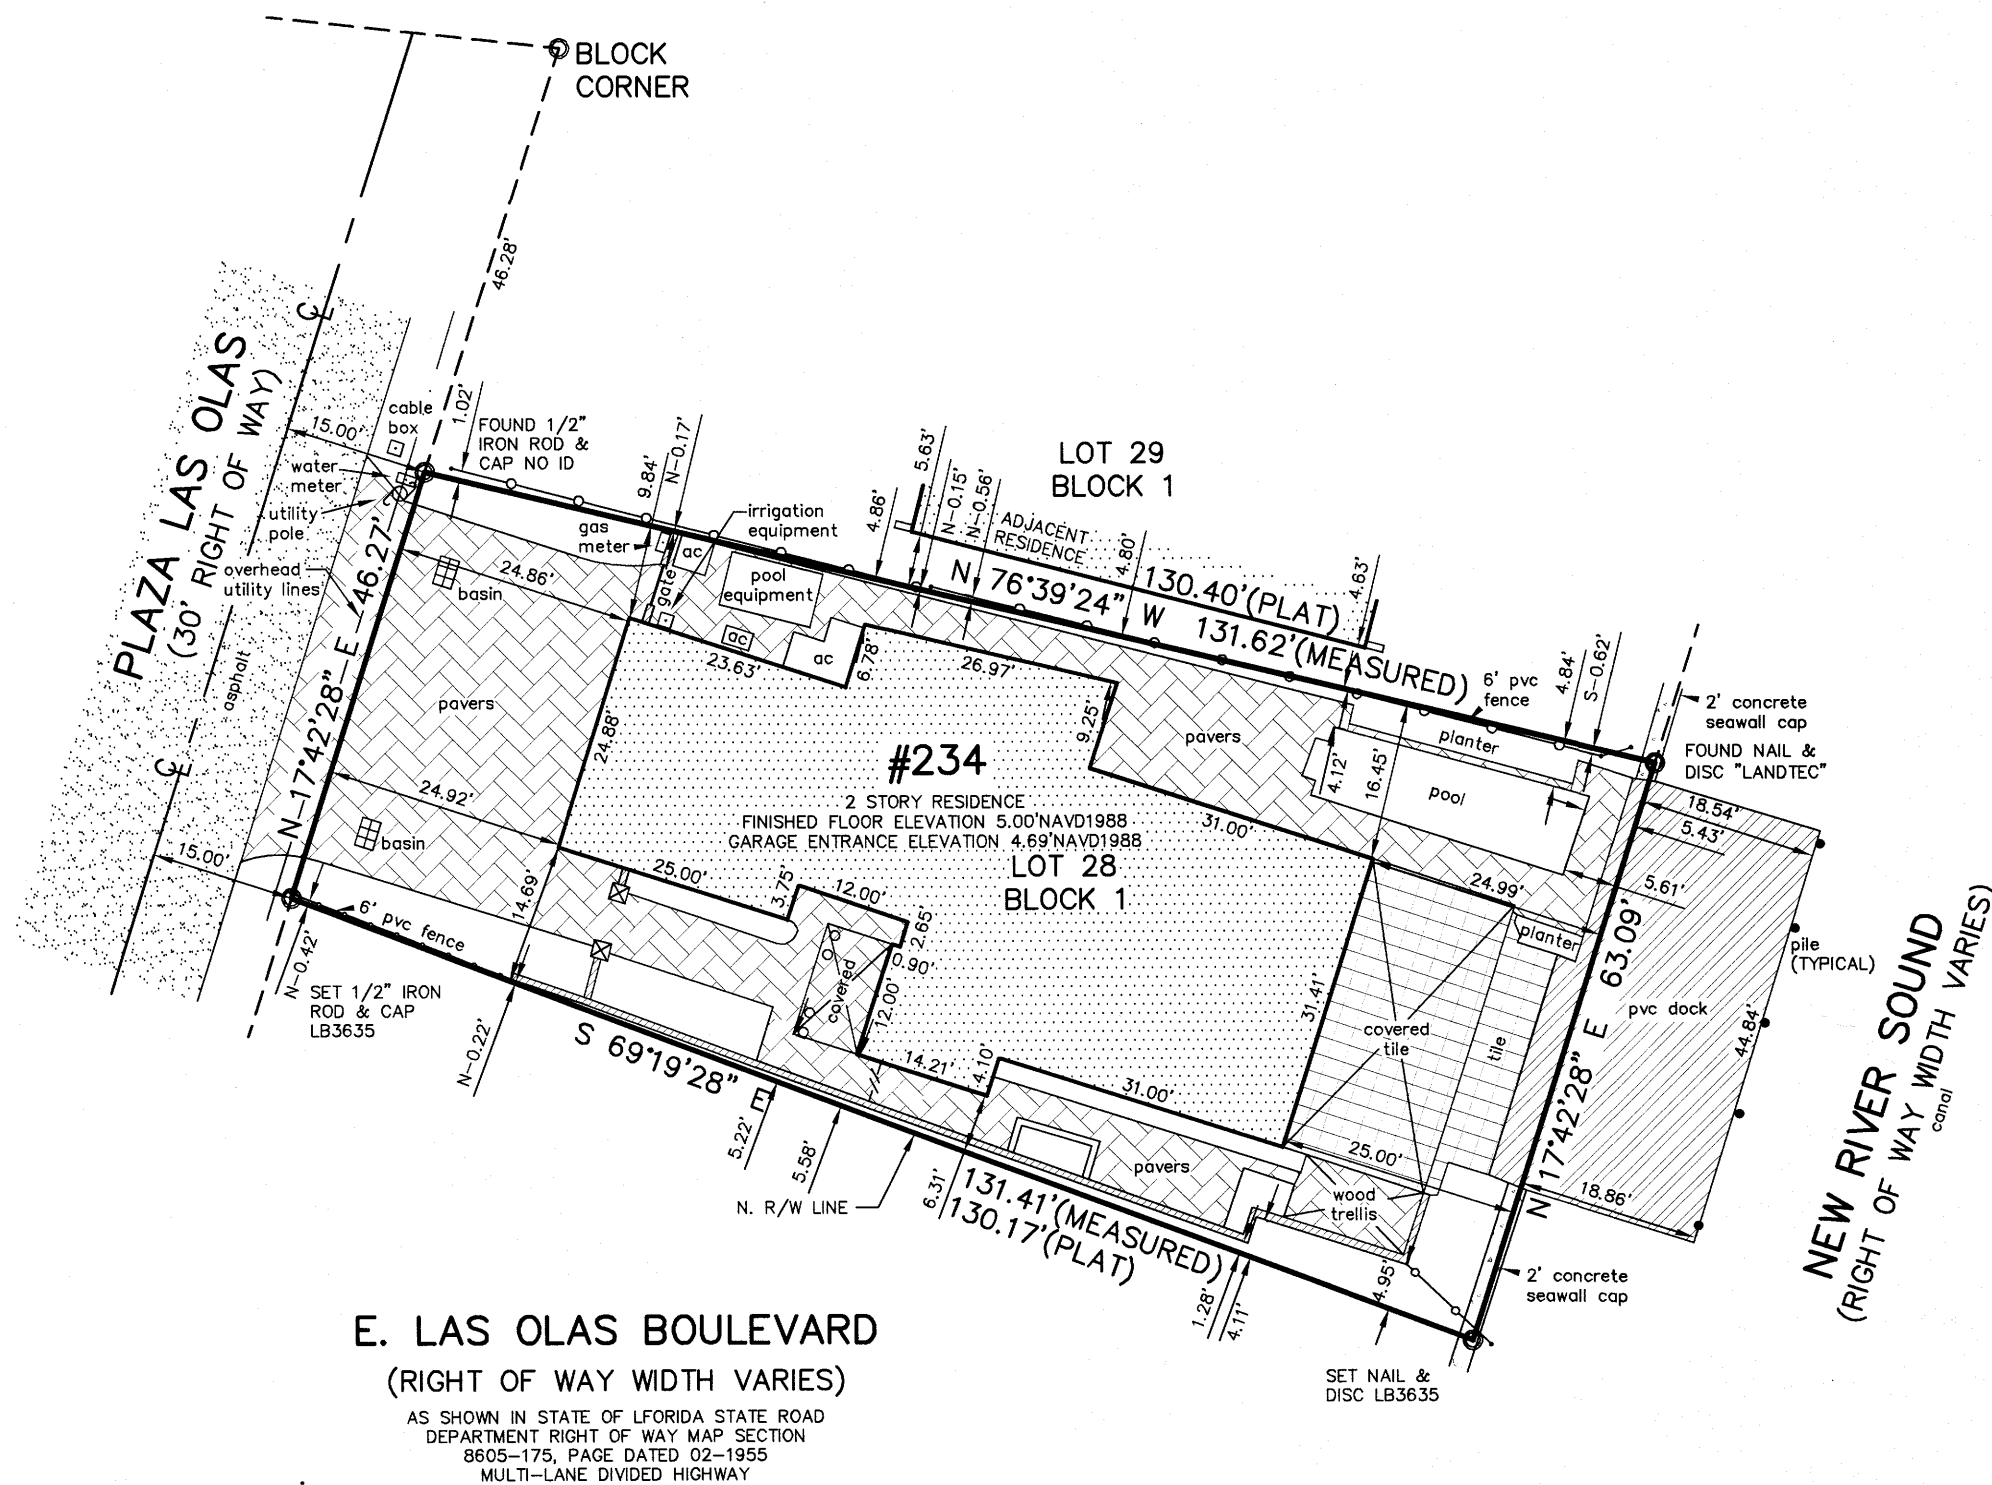 BLOCK
CORNER
46.28'
PLAZA LAS OLAS
(30' RIGHT OF WAY)
asphalt
15.00'
cable
box
1.02'
FOUND 1/2"
IRON ROD &
CAP NO ID
water
meter
utility
pole
overhead
utility lines
N 17°42'28" E 46.27'
24.86'
basin
pavers
24.92'
basin
15.00'
9.84'
N-0.17'
gas
meter
gate
ac
irrigation
equipment
pool
equipment
ac
ac
23.63'
6.78'
4.86'
5.63'
N-0.15'
N-0.56'
LOT 29
BLOCK 1
ADJACENT
RESIDENCE
4.80'
4.63'
N 76°39'24" W
130.40'(PLAT)
131.62'(MEASURED)
26.97'
9.25'
pavers
6' pvc
fence
4.84'
S-0.62'
2' concrete
seawall cap
FOUND NAIL &
DISC "LANDTEC"
planter
4.12'
16.45'
pool
18.54'
5.43'
5.61'
24.88'
#234
2 STORY RESIDENCE
FINISHED FLOOR ELEVATION 5.00'NAVD1988
GARAGE ENTRANCE ELEVATION 4.69'NAVD1988
LOT 28
BLOCK 1
31.00'
24.99'
planter
25.00'
3.75'
12.00'
2.65'
0.90'
covered
12.00'
14.69'
6' pvc fence
N-0.42'
SET 1/2" IRON
ROD & CAP
LB3635
N-0.22'
S 69°19'28" E
14.21'
4.10'
31.00'
31.41'
covered
tile
tile
N 17°42'28" E 63.09'
pvc dock
pile
(TYPICAL)
44.84'
NEW RIVER SOUND
(RIGHT OF WAY WIDTH VARIES)
canal
5.22'
5.58'
N. R/W LINE
6.31'
131.41'(MEASURED)
130.17'(PLAT)
pavers
25.00'
wood
trellis
18.86'
1.28'
4.11'
4.95'
2' concrete
seawall cap
SET NAIL &
DISC LB3635
E. LAS OLAS BOULEVARD
(RIGHT OF WAY WIDTH VARIES)
AS SHOWN IN STATE OF LFORIDA STATE ROAD
DEPARTMENT RIGHT OF WAY MAP SECTION
8605-175, PAGE DATED 02-1955
MULTI-LANE DIVIDED HIGHWAY